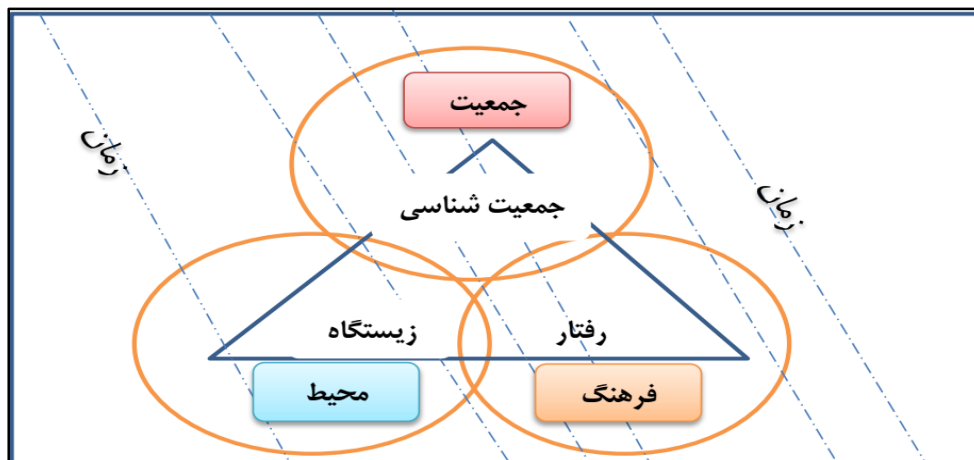 جمعیت
زمان
جمعیت شناسی
زمان
رفتار
زیستگاه
فرهنگ
محیط